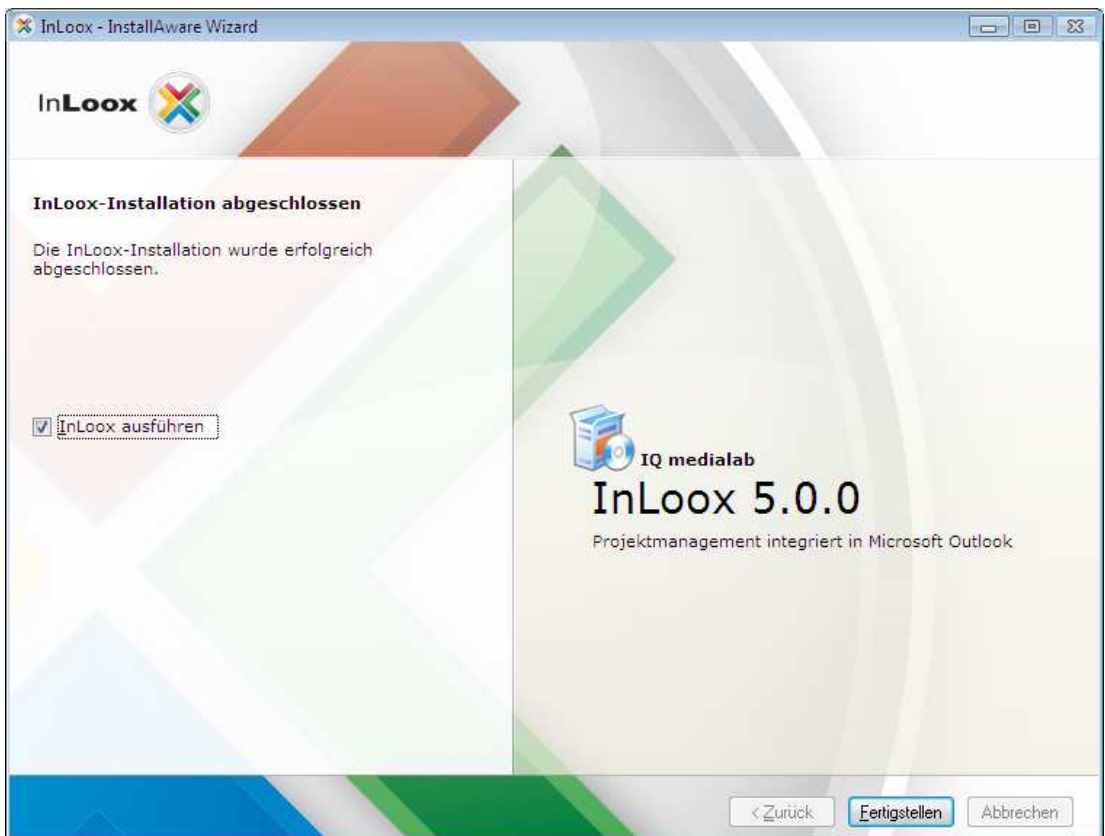 InLoox - InstallAware Wizard
InLoox
InLoox-Installation abgeschlossen
Die InLoox-Installation wurde erfolgreich
abgeschlossen.
InLoox ausführen
IQ medialab
InLoox 5.0.0
Projektmanagement integriert in Microsoft Outlook
< Zurück
Fertigstellen
Abbrechen